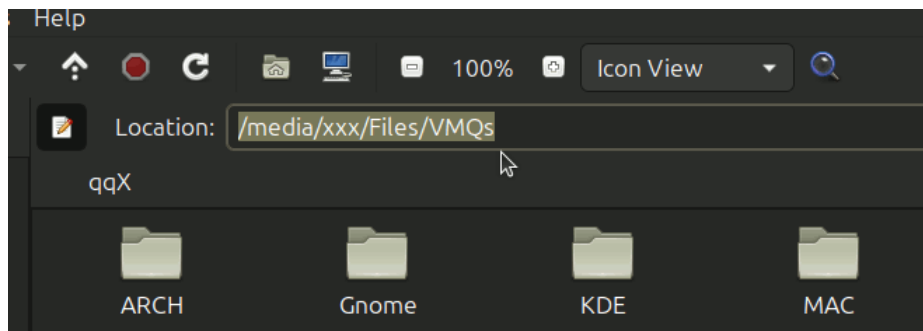 Help
100% Icon View
Location: /media/xxx/Files/VMQs
qqX
ARCH Gnome KDE MAC